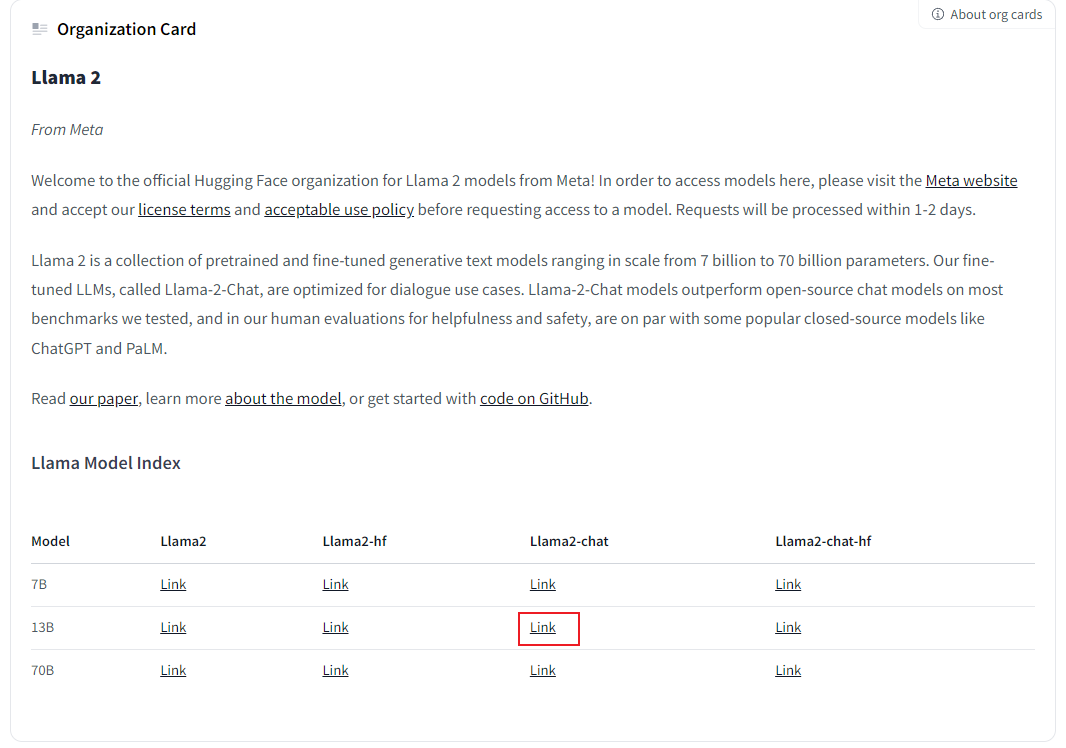 Organization Card
About org cards
Llama 2
From Meta
Welcome to the official Hugging Face organization for Llama 2 models from Meta! In order to access models here, please visit the Meta website
and accept our license terms and acceptable use policy before requesting access to a model. Requests will be processed within 1-2 days.
Llama 2 is a collection of pretrained and fine-tuned generative text models ranging in scale from 7 billion to 70 billion parameters. Our fine-
tuned LLMs, called Llama-2-Chat, are optimized for dialogue use cases. Llama-2-Chat models outperform open-source chat models on most
benchmarks we tested, and in our human evaluations for helpfulness and safety, are on par with some popular closed-source models like
ChatGPT and PaLM.
Read our paper, learn more about the model, or get started with code on GitHub.
Llama Model Index
Model Llama2 Llama2-hf Llama2-chat Llama2-chat-hf
7B Link Link Link Link
13B Link Link Link Link
70B Link Link Link Link